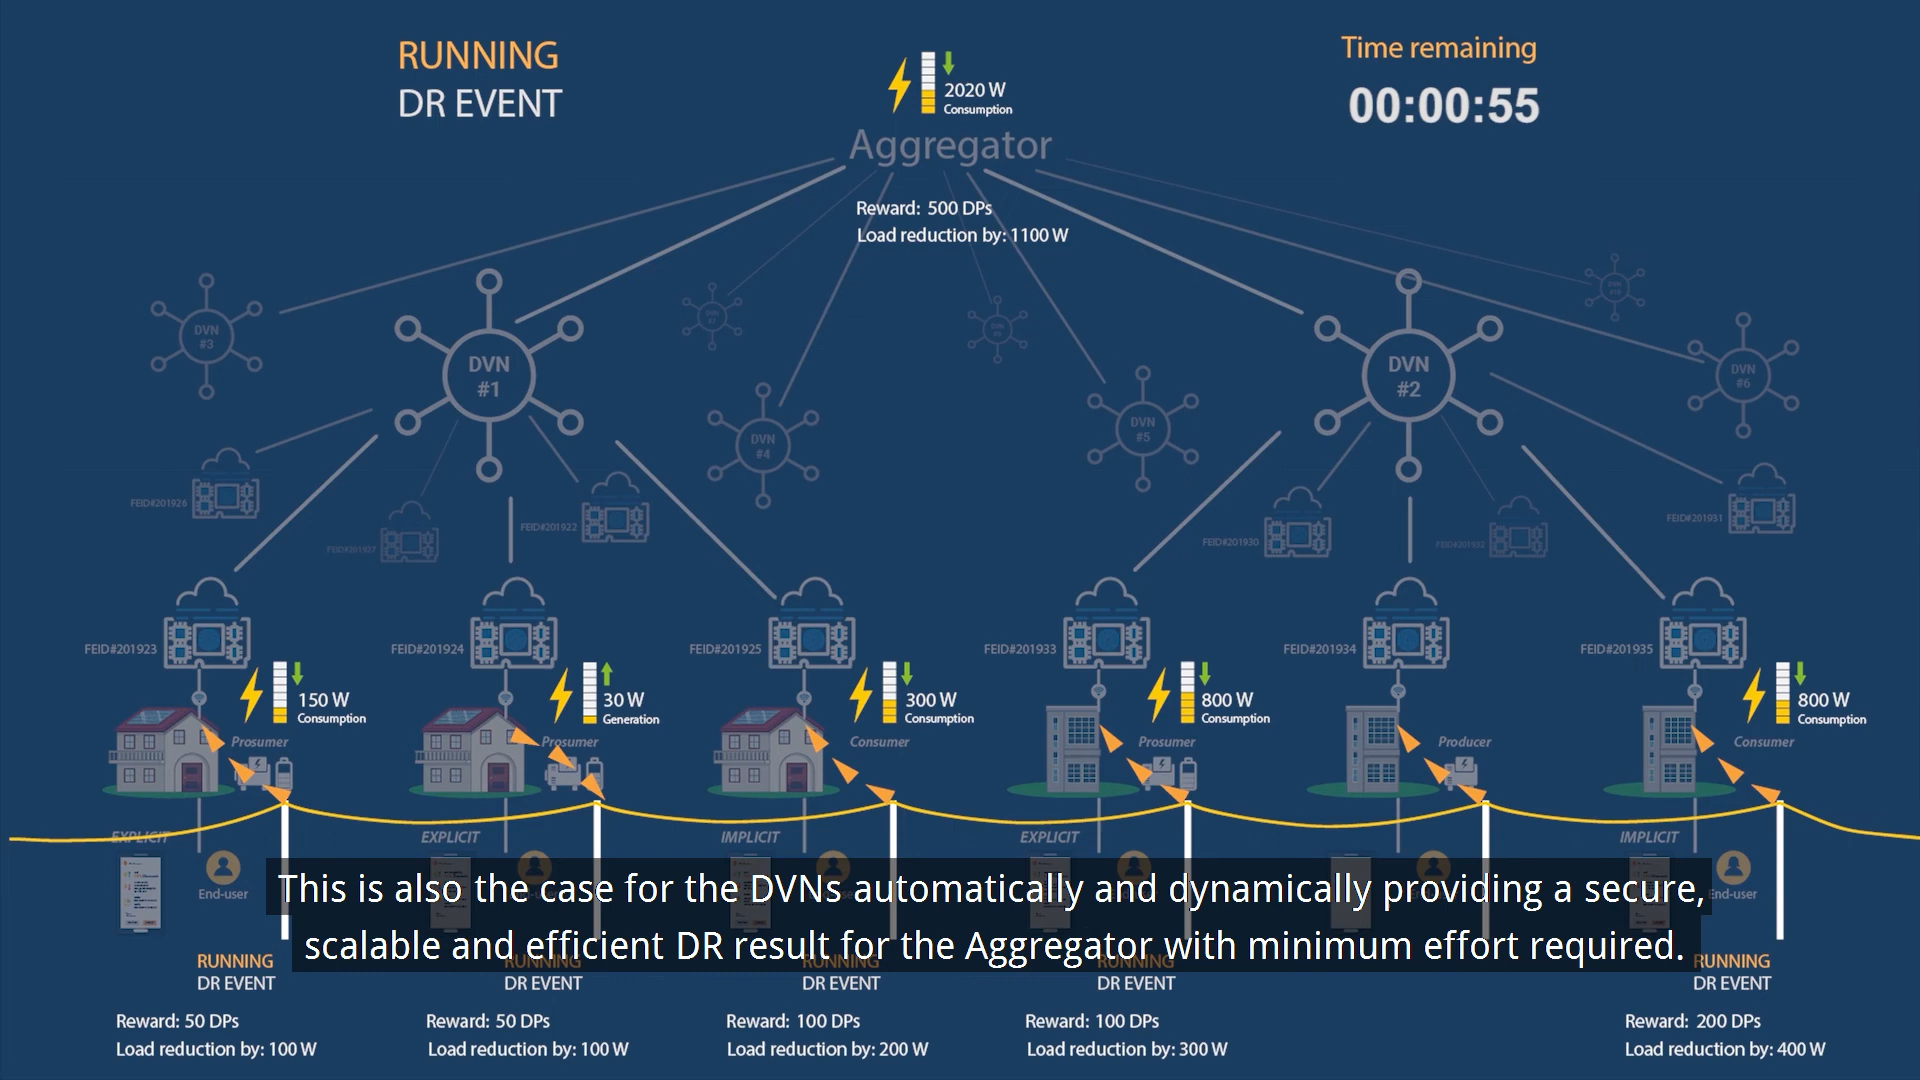 RUNNING
DR EVENT
2020 W
Consumption
Time remaining
00:00:55
Aggregator
Reward: 500 DPs
Load reduction by: 1100 W
DVN
#3
DVN
#1
DVN
#4
DVN
#5
DVN
#2
DVN
#6
FEID#201926
FEID#201927
FEID#201922
FEID#201930
FEID#201932
FEID#201931
FEID#201923
FEID#201924
FEID#201925
FEID#201933
FEID#201934
FEID#201935
150 W
Consumption
30 W
Generation
300 W
Consumption
800 W
Consumption
800 W
Consumption
Prosumer
Prosumer
Consumer
Prosumer
Producer
Consumer
EXPLICIT
EXPLICIT
IMPLICIT
EXPLICIT
IMPLICIT
End-user
End-user
This is also the case for the DVNs automatically and dynamically providing a secure,
scalable and efficient DR result for the Aggregator with minimum effort required.
RUNNING
DR EVENT
RUNNING
DR EVENT
RUNNING
DR EVENT
RUNNING
DR EVENT
RUNNING
DR EVENT
Reward: 50 DPs
Load reduction by: 100 W
Reward: 50 DPs
Load reduction by: 100 W
Reward: 100 DPs
Load reduction by: 200 W
Reward: 100 DPs
Load reduction by: 300 W
Reward: 200 DPs
Load reduction by: 400 W